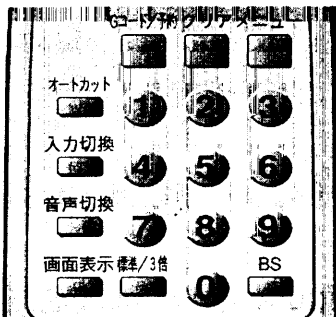 Gコード予約 クリア メニュー
オートカット 1 2 3
入力切換 4 5 6
音声切換 7 8 9
画面表示 標準/3倍 0 BS